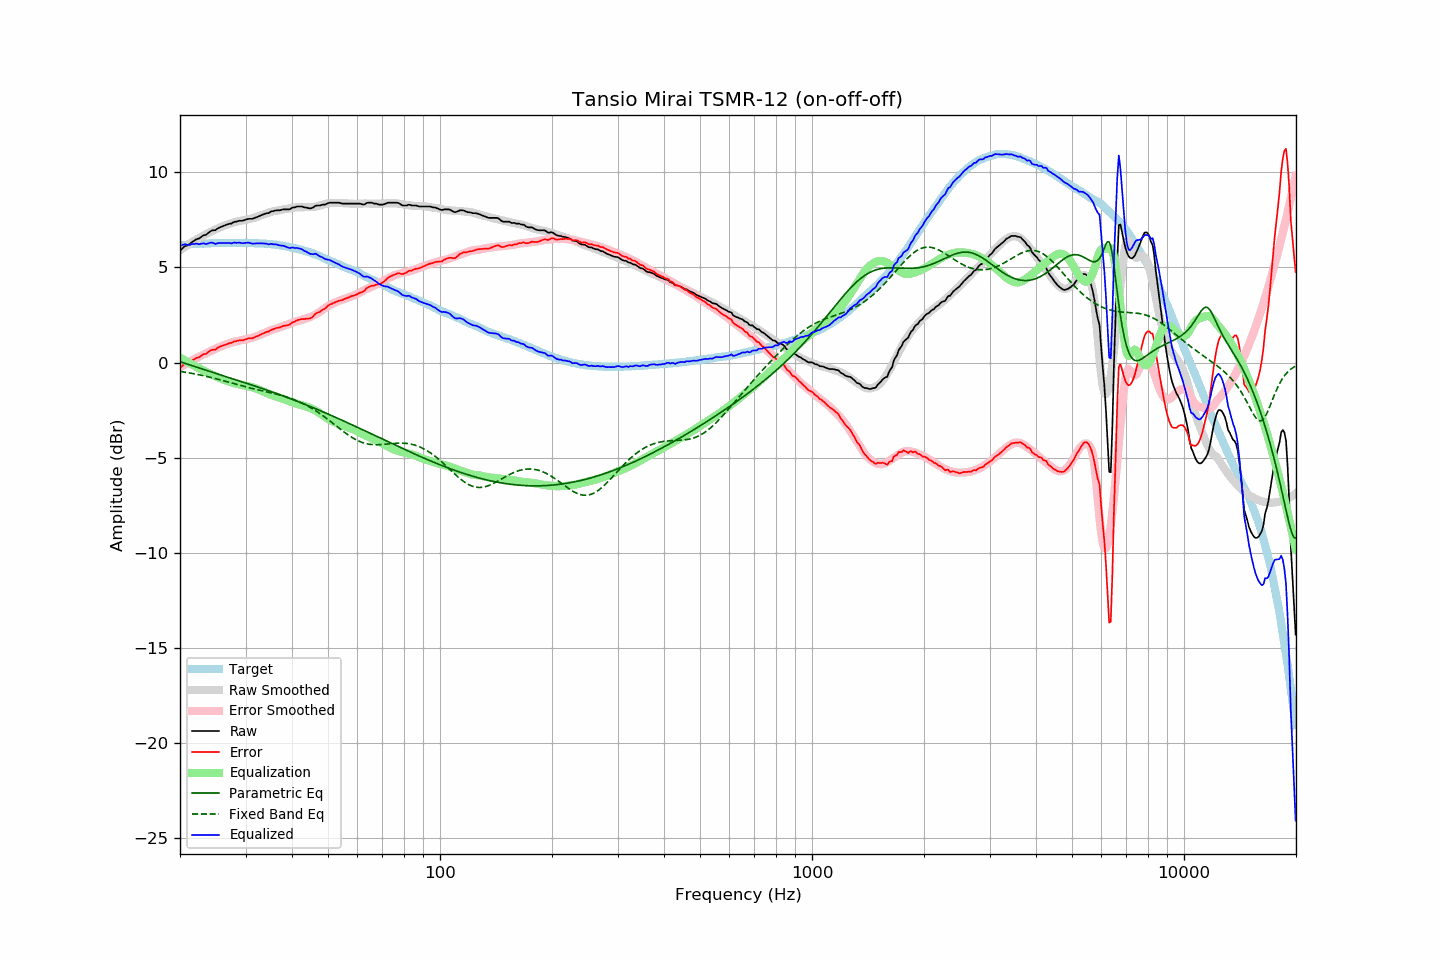 Tansio Mirai TSMR-12 (on-off-off)
Amplitude (dBr)
10
5
0
−5
−10
−15
−20
−25
Target
Raw Smoothed
Error Smoothed
Raw
Error
Equalization
Parametric Eq
Fixed Band Eq
Equalized
100
1000
10000
Frequency (Hz)